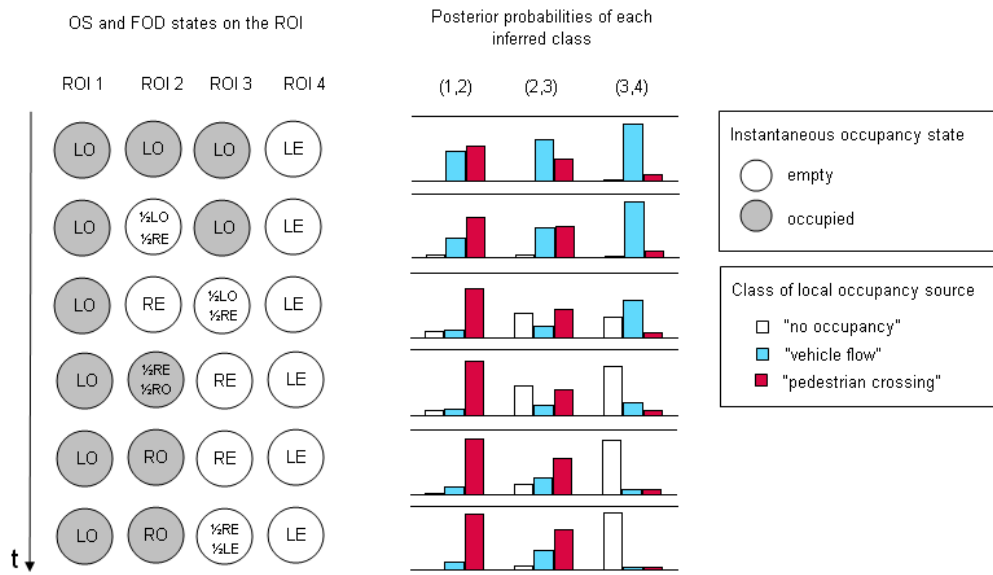 OS and FOD states on the ROI
Posterior probabilities of each
inferred class
ROI 1 ROI 2 ROI 3 ROI 4
(1,2) (2,3) (3,4)
LO LO LO LE
LO ½LO ½RE LO LE
LO RE ½LO ½RE LE
LO ½RE ½RO RE LE
LO RO RE LE
LO RO ½RE ½LE LE
t
Instantaneous occupancy state
empty
occupied
Class of local occupancy source
"no occupancy"
"vehicle flow"
"pedestrian crossing"